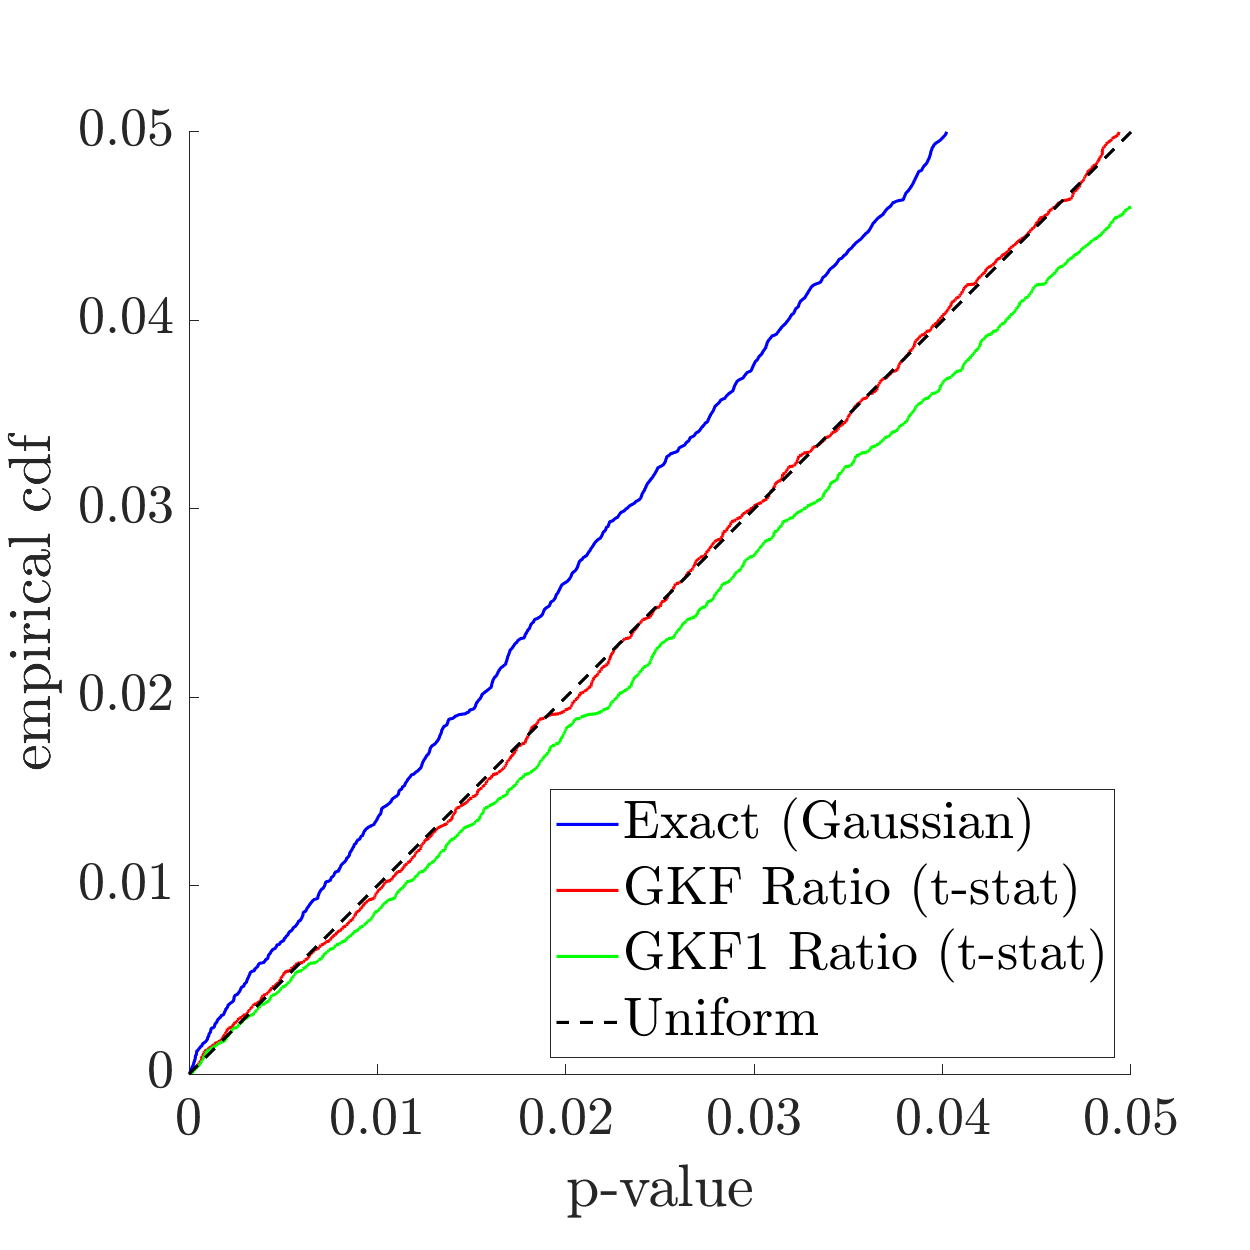 0.05
0.04
0.03
0.02
0.01
0
empirical cdf
Exact (Gaussian)
GKF Ratio (t-stat)
GKF1 Ratio (t-stat)
Uniform
0 0.01 0.02 0.03 0.04 0.05
p-value